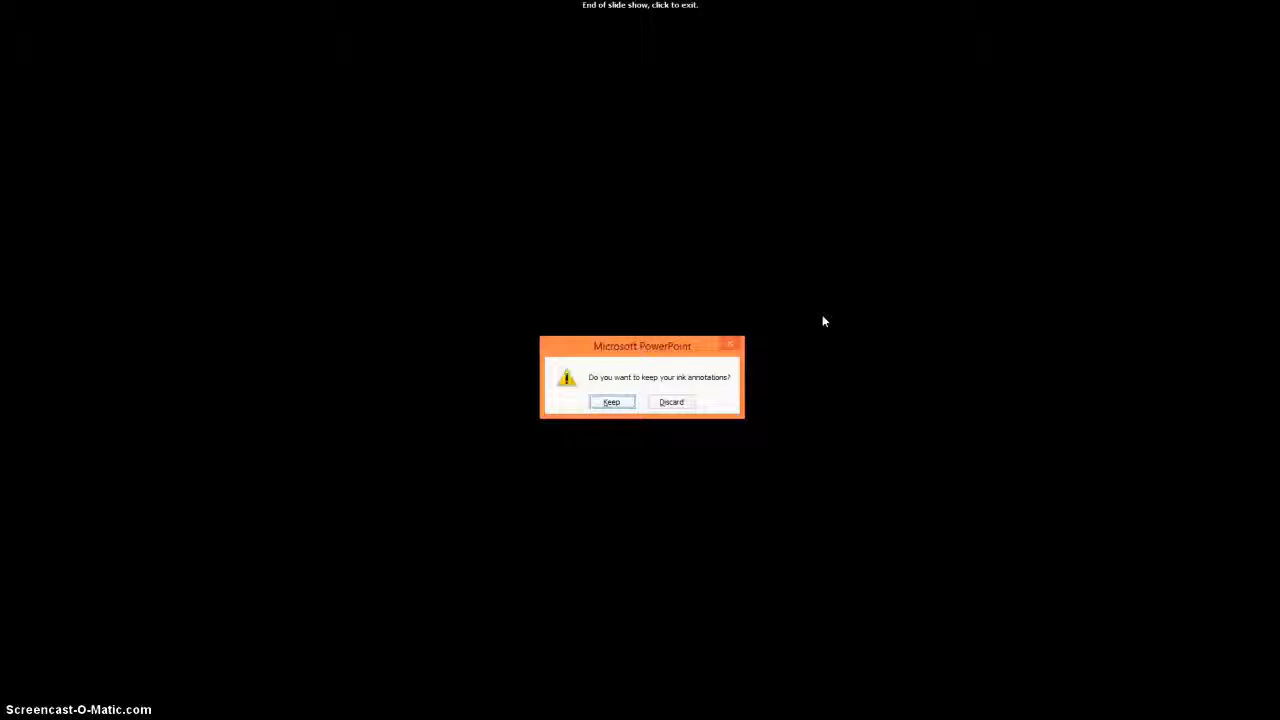 End of slide show, click to exit.
Microsoft PowerPoint
Do you want to keep your ink annotations?
Keep Discard
Screencast-O-Matic.com